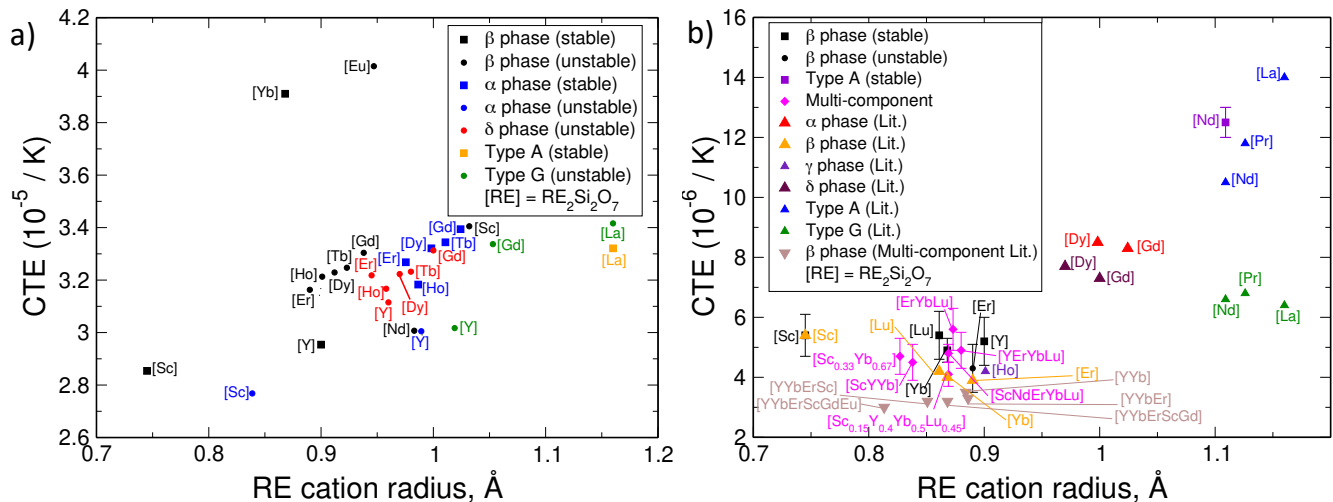 a)
4.2
4
3.8
3.6
3.4
3.2
3
2.8
2.6
0.7
0.8
0.9
1
1.1
1.2
CTE (10⁻⁵ / K)
RE cation radius, Å
β phase (stable)
β phase (unstable)
α phase (stable)
α phase (unstable)
δ phase (unstable)
Type A (stable)
Type G (unstable)
[RE] = RE₂Si₂O₇
[Eu]
[Yb]
[Sc]
[Gd]
[Gd]
[Dy]
[Tb]
[Gd]
[Tb]
[Er]
[Er]
[Tb]
[Ho]
[Dy]
[Ho]
[Ho]
[Er]
[Y]
[Dy]
[Gd]
[La]
[La]
[Y]
[Nd]
[Y]
[Y]
[Sc]
[Sc]
b)
16
14
12
10
8
6
4
2
0.7
0.8
0.9
1
1.1
CTE (10⁻⁶ / K)
RE cation radius, Å
β phase (stable)
β phase (unstable)
Type A (stable)
Multi-component
α phase (Lit.)
β phase (Lit.)
γ phase (Lit.)
δ phase (Lit.)
Type A (Lit.)
Type G (Lit.)
β phase (Multi-component Lit.)
[RE] = RE₂Si₂O₇
[La]
[Nd]
[Pr]
[Nd]
[Dy]
[Gd]
[Dy]
[Gd]
[Pr]
[Nd]
[La]
[ErYbLu]
[Er]
[Sc]
[Sc]
[Lu]
[Lu]
[Y]
[YErYbLu]
[Sc₀.₃₃Yb₀.₆₇]
[ScYYb]
[Yb]
[Ho]
[Er]
[YYbErSc]
[YYb]
[ScNdErYbLu]
[YYbErScGdEu]
[YYbEr]
[Sc₀.₁₅Y₀.₄Yb₀.₅Lu₀.₄₅]
[Yb]
[YYbErScGd]